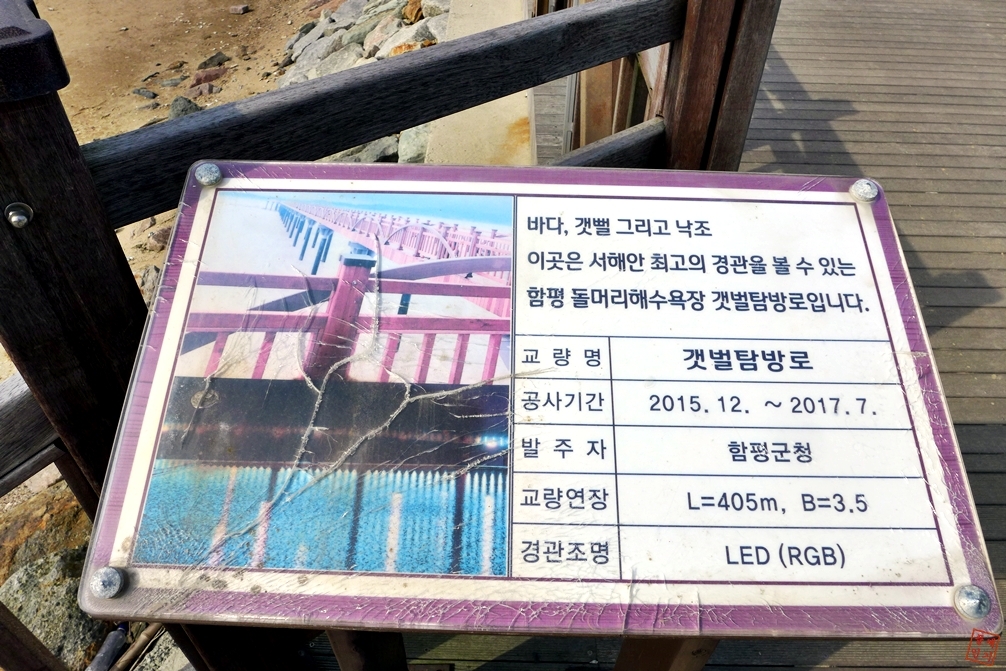 바다, 갯뻘 그리고 낙조
이곳은 서해안 최고의 경관을 볼 수 있는
함평 돌머리해수욕장 갯벌탐방로입니다.
교 량 명 갯벌탐방로
공사기간 2015. 12. ~ 2017. 7.
발 주 자 함평군청
교량연장 L=405m, B=3.5
경관조명 LED (RGB)